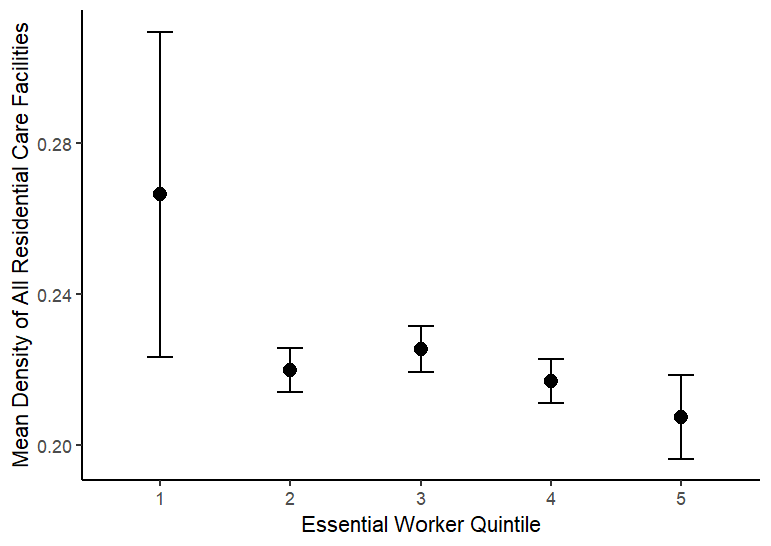 Mean Density of All Residential Care Facilities
0.28
0.24
0.20
1 2 3 4 5
Essential Worker Quintile